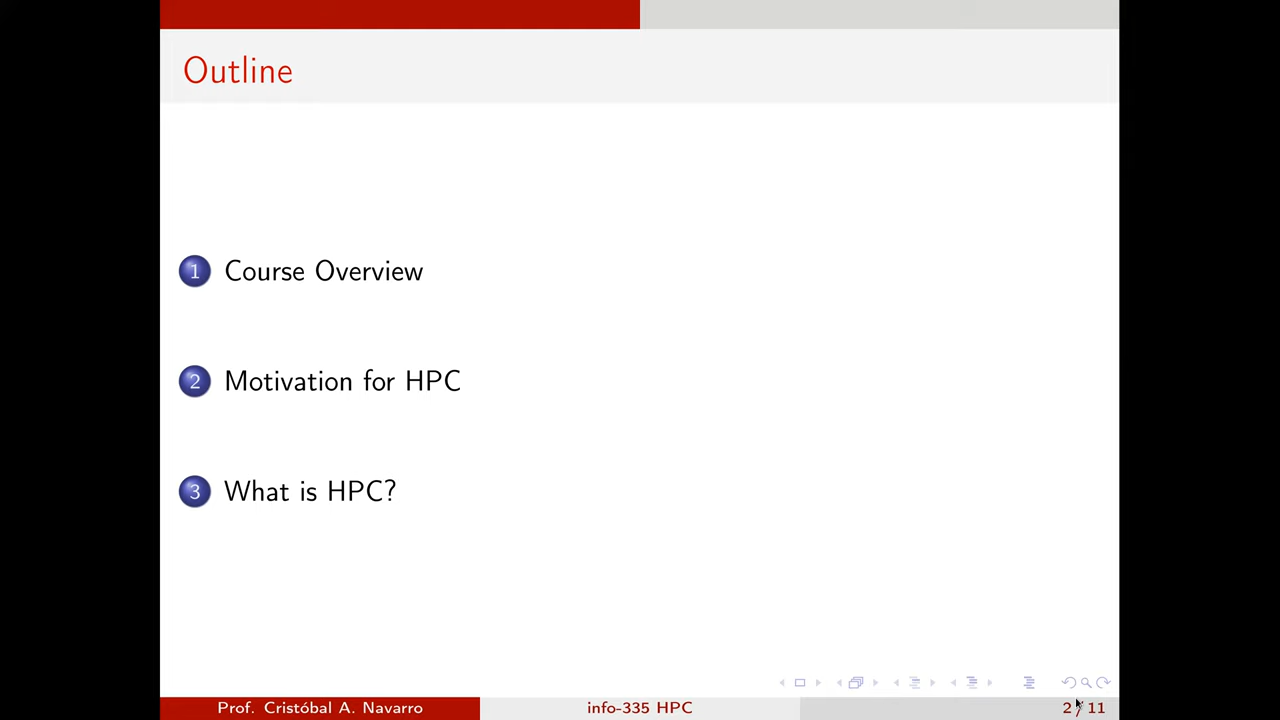 Outline
1 Course Overview
2 Motivation for HPC
3 What is HPC?
Prof. Cristóbal A. Navarro
info-335 HPC
2 / 11